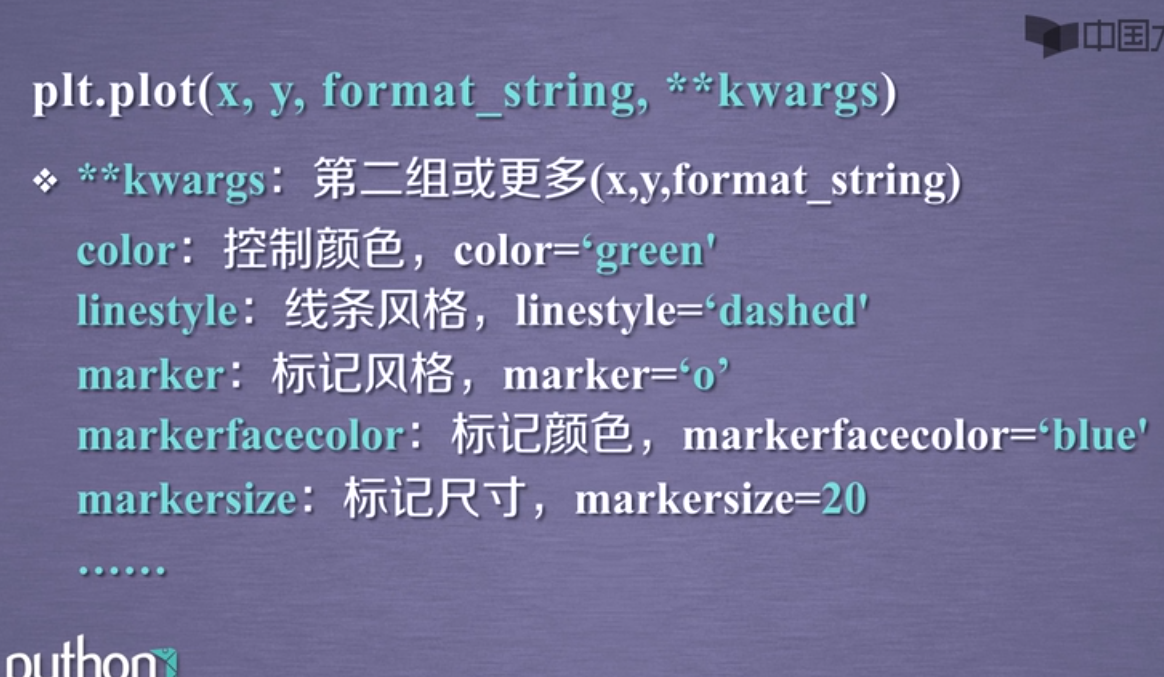 中国
plt.plot(x, y, format_string, **kwargs)
❖ **kwargs：第二组或更多(x,y,format_string)
color：控制颜色，color=‘green'
linestyle：线条风格，linestyle=‘dashed'
marker：标记风格，marker=‘o’
markerfacecolor：标记颜色，markerfacecolor=‘blue'
markersize：标记尺寸，markersize=20
……
python